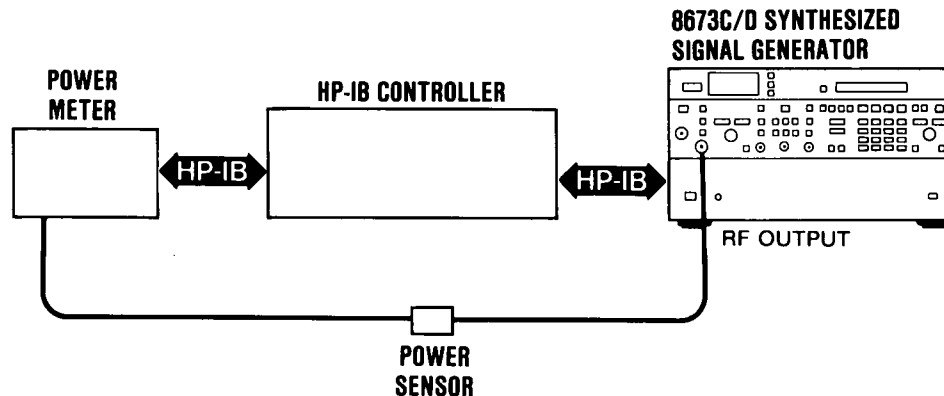 8673C/D SYNTHESIZED
SIGNAL GENERATOR
POWER
METER
HP-IB CONTROLLER
HP-IB
HP-IB
RF OUTPUT
POWER
SENSOR